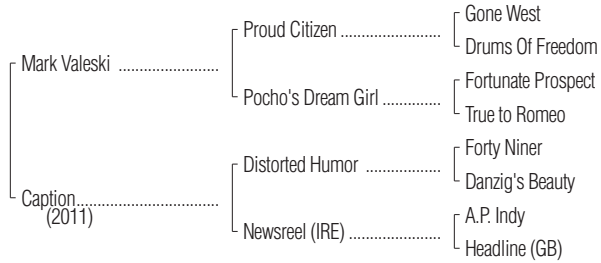 Gone West
Proud Citizen ......................
Drums Of Freedom
Mark Valeski ......................
Fortunate Prospect
Pocho's Dream Girl .............
True to Romeo
Forty Niner
Distorted Humor ................
Danzig's Beauty
Caption................................
(2011)
A.P. Indy
Newsreel (IRE) ....................
Headline (GB)